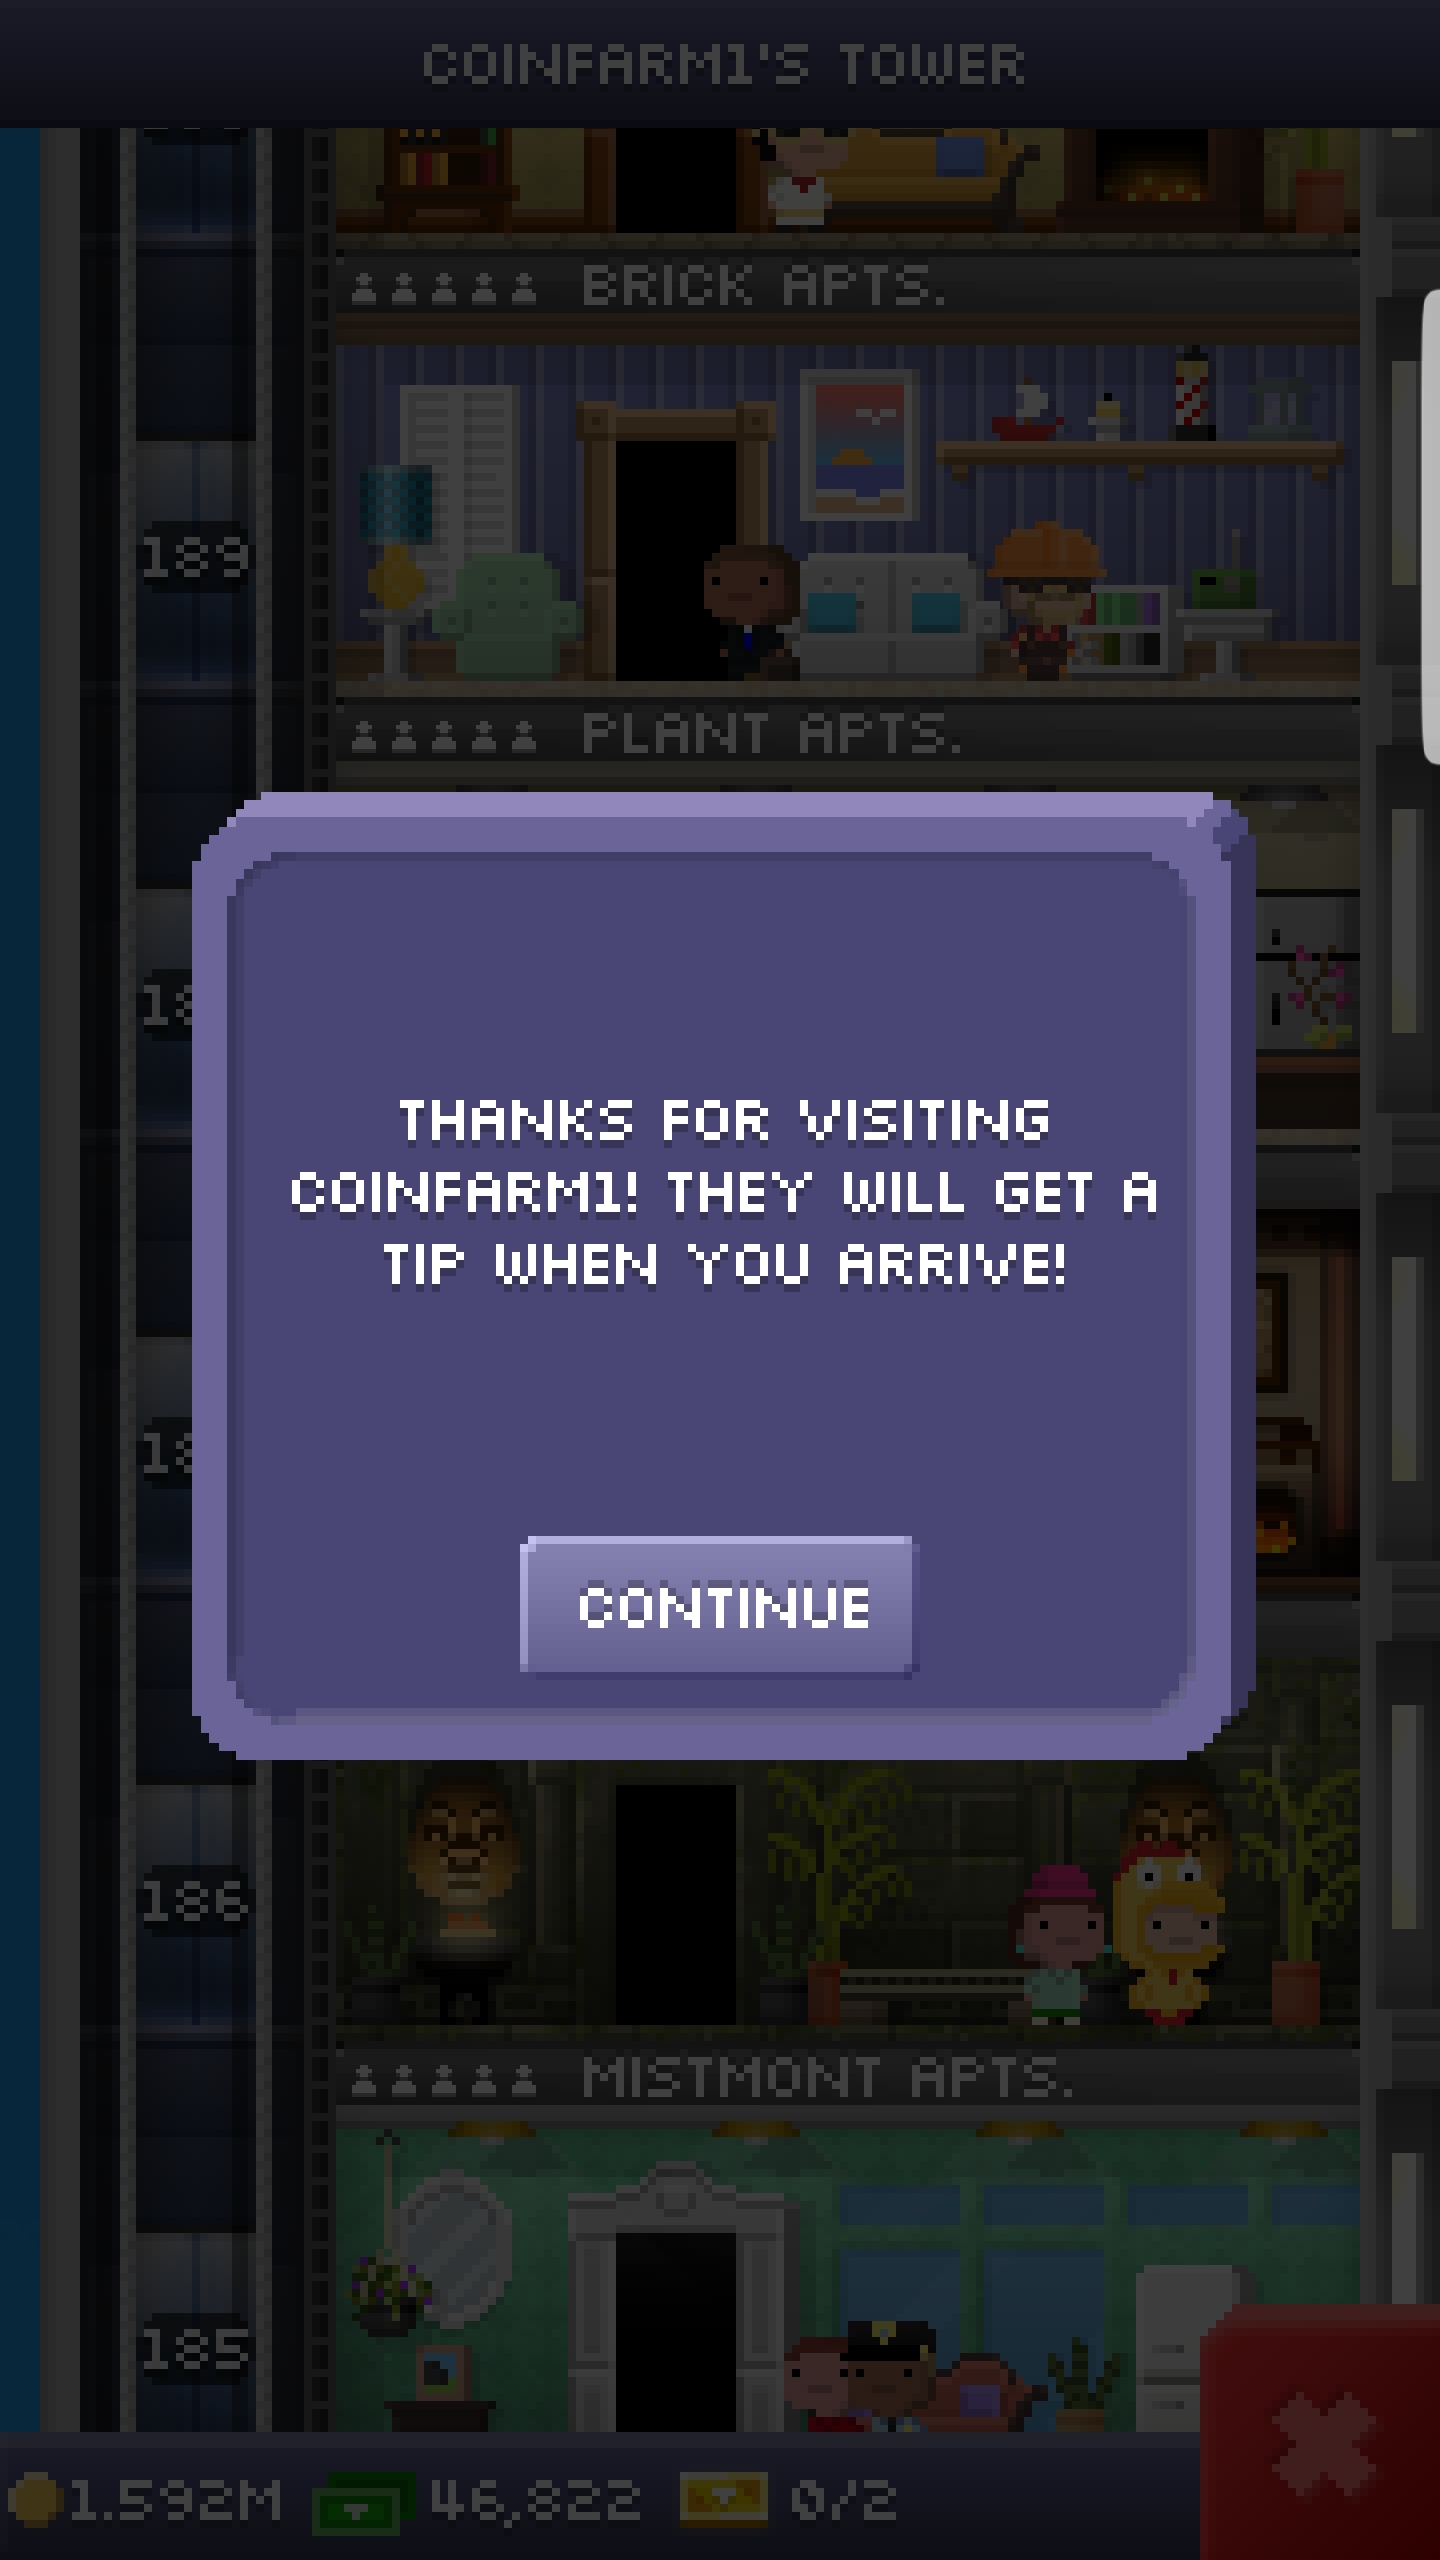 COINFARM1'S TOWER
BRICK APTS.
189
PLANT APTS.
THANKS FOR VISITING
COINFARM1! THEY WILL GET A
TIP WHEN YOU ARRIVE!
CONTINUE
186
MISTMONT APTS.
185
1.592M 46,822 0/2